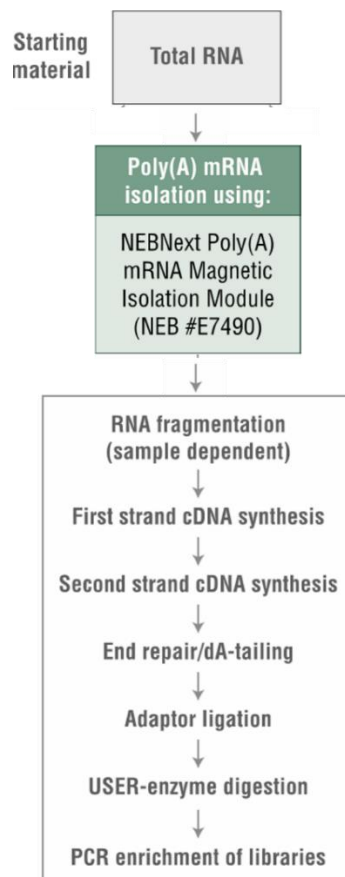 Starting
material
Total RNA
Poly(A) mRNA
isolation using:
NEBNext Poly(A)
mRNA Magnetic
Isolation Module
(NEB #E7490)
RNA fragmentation
(sample dependent)
First strand cDNA synthesis
Second strand cDNA synthesis
End repair/dA-tailing
Adaptor ligation
USER-enzyme digestion
PCR enrichment of libraries